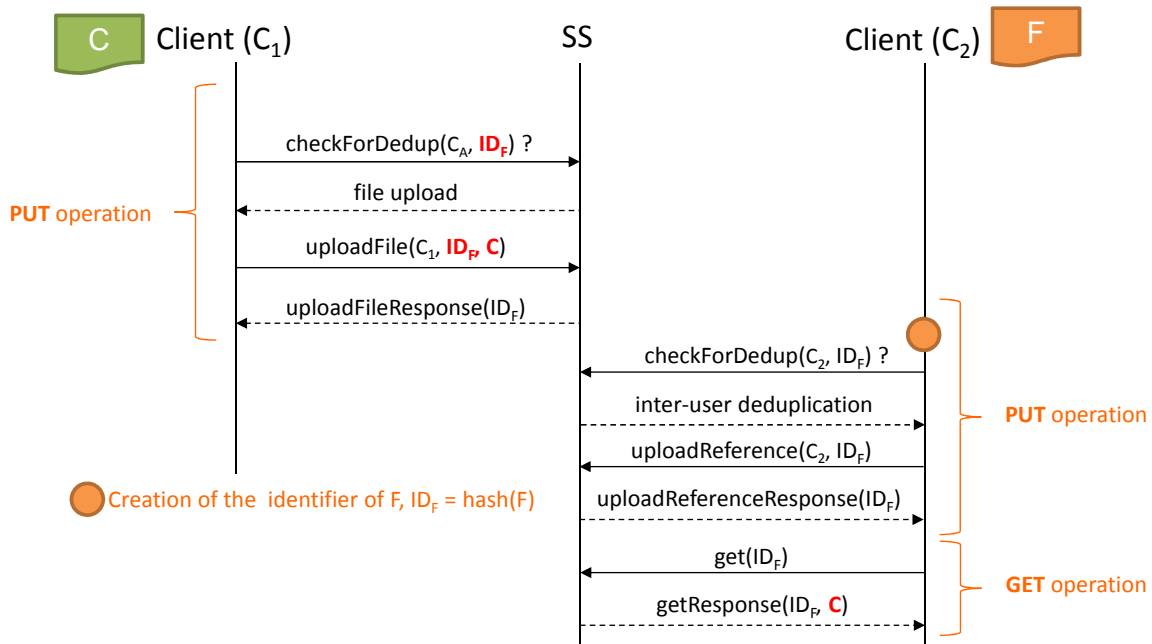 C
Client (C1)
SS
Client (C2)
F
checkForDedup(CA, IDF) ?
file upload
PUT operation
uploadFile(C1, IDF, C)
uploadFileResponse(IDF)
checkForDedup(C2, IDF) ?
inter-user deduplication
PUT operation
uploadReference(C2, IDF)
Creation of the identifier of F, IDF = hash(F)
uploadReferenceResponse(IDF)
get(IDF)
GET operation
getResponse(IDF, C)